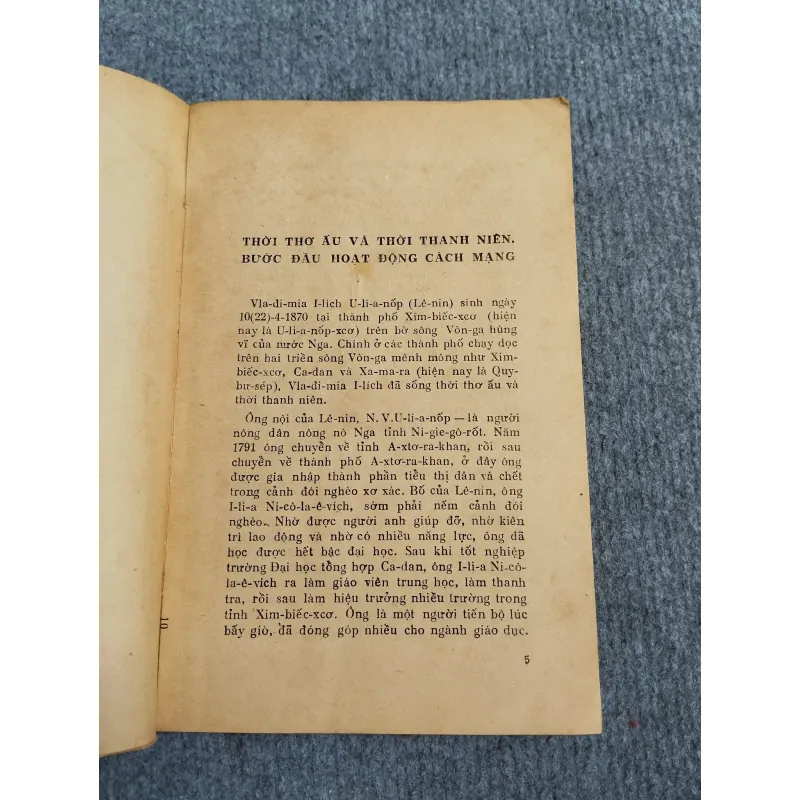 THỜI THƠ ẤU VÀ THỜI THANH NIÊN.
BƯỚC ĐẦU HOẠT ĐỘNG CÁCH MẠNG
Vla-đi-mia I-lích U-li-a-nốp (Lê-nin) sinh ngày
10(22)-4-1870 tại thành phố Xim-biếc-xcơ (hiện
nay là U-li-a-nốp-xcơ) trên bờ sông Vôn-ga hùng
vĩ của nước Nga. Chính ở các thành phố chạy dọc
trên hai triền sông Vôn-ga mênh mông như Xim-
biếc-xcơ, Ca-dan và Xa-ma-ra (hiện nay là Quy-
bư-sép), Vla-đi-mia I-lích đã sống thời thơ ấu và
thời thanh niên.
Ông nội của Lê-nin, N.V.U-li-a-nốp — là người
nông dân nông nô Nga tỉnh Ni-gie-gô-rốt. Năm
1791 ông chuyển về tỉnh A-xtơ-ra-khan, rồi sau
chuyển về thành phố A-xtơ-ra-khan, ở đây ông
được gia nhập thành phần tiểu thị dân và chết
trong cảnh đói nghèo xơ xác. Bố của Lê-nin, ông
I-li-a Ni-cô-la-ê-vich, sớm phải nếm cảnh đói
nghèo. Nhờ được người anh giúp đỡ, nhờ kiên
trì lao động và nhờ có nhiều năng lực, ông đã
học được hết bậc đại học. Sau khi tốt nghiệp
trường Đại học tổng hợp Ca-dan, ông I-li-a Ni-cô-
la-ê-vích ra làm giáo viên trung học, làm thanh
tra, rồi sau làm hiệu trưởng nhiều trường trong
tỉnh Xim-biếc-xcơ. Ông là một người tiến bộ lúc
bấy giờ, đã đóng góp nhiều cho ngành giáo dục.
5
10